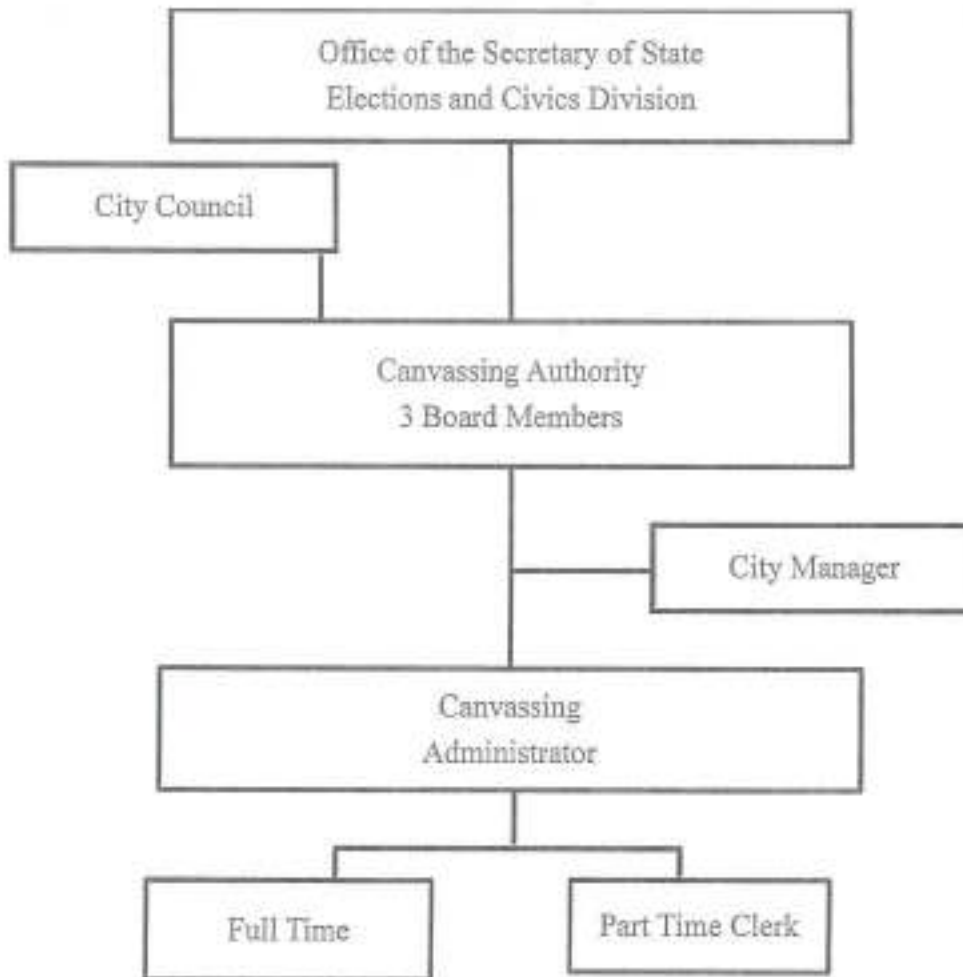 Office of the Secretary of State
Elections and Civics Division
City Council
Canvassing Authority
3 Board Members
City Manager
Canvassing
Administrator
Full Time
Part Time Clerk